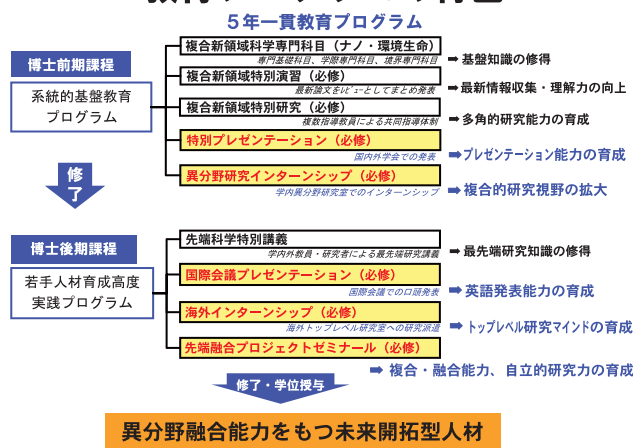 5年一貫教育プログラム
博士前期課程
系統的基盤教育
プログラム
複合新領域科学専門科目（ナノ・環境生命）
専門基礎科目、学際専門科目、境界専門科目
➡基盤知識の修得
複合新領域特別演習（必修）
最新論文をレビューとしてまとめ発表
➡最新情報収集・理解力の向上
複合新領域特別研究（必修）
複数指導教員による共同指導体制
➡多角的研究能力の育成
特別プレゼンテーション（必修）
国内外学会での発表
➡プレゼンテーション能力の育成
異分野研究インターンシップ（必修）
学内異分野研究室でのインターンシップ
➡複合的研究視野の拡大
修了
博士後期課程
若手人材育成高度
実践プログラム
先端科学特別講義
学内外教員・研究者による最先端研究講義
➡最先端研究知識の修得
国際会議プレゼンテーション（必修）
国際会議での口頭発表
➡英語発表能力の育成
海外インターンシップ（必修）
海外トップレベル研究室への研究派遣
➡トップレベル研究マインドの育成
先端融合プロジェクトゼミナール（必修）
➡複合・融合能力、自立的研究力の育成
修了・学位授与
異分野融合能力をもつ未来開拓型人材